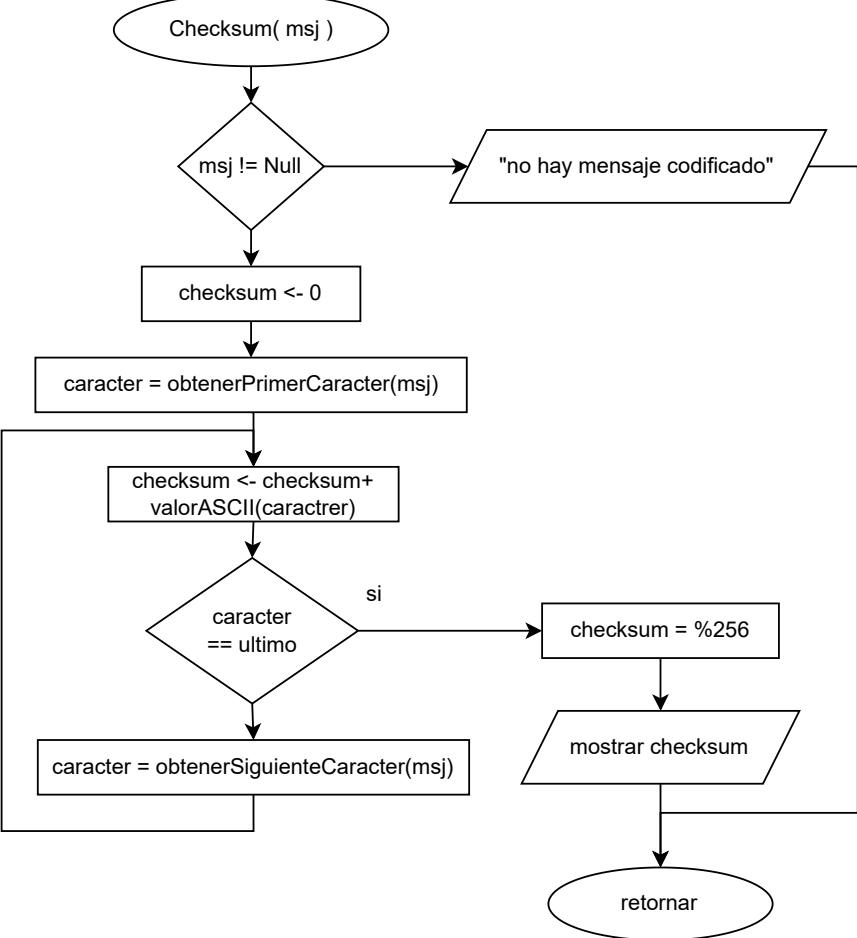 Checksum( msj )
msj != Null
"no hay mensaje codificado"
checksum <- 0
caracter = obtenerPrimerCaracter(msj)
checksum <- checksum+
valorASCII(caractrer)
si
caracter
== ultimo
checksum = %256
mostrar checksum
caracter = obtenerSiguienteCaracter(msj)
retornar